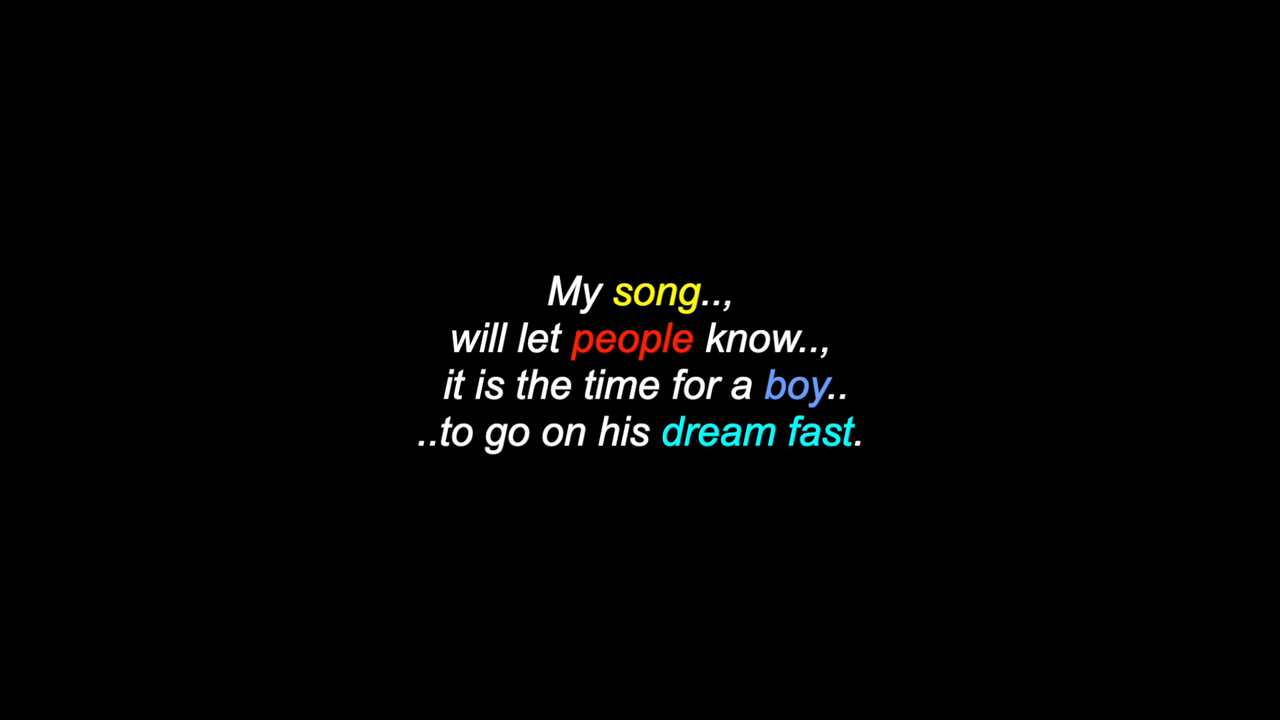 My song..,
will let people know..,
it is the time for a boy..
..to go on his dream fast.